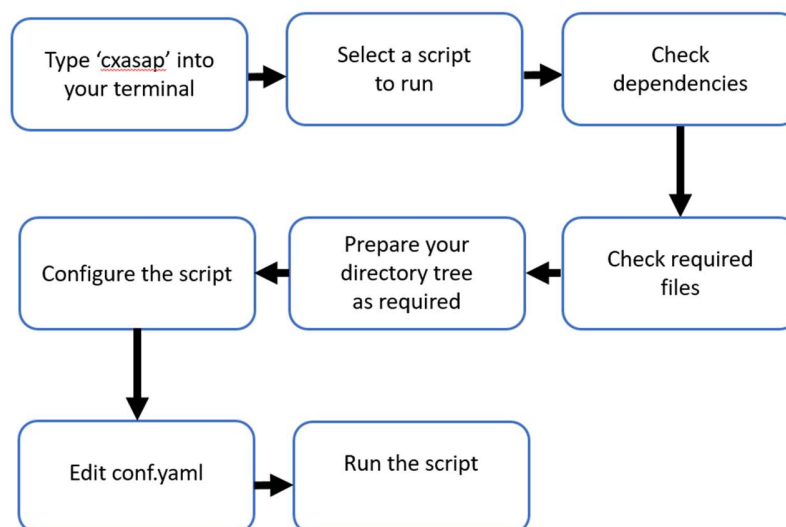 Type ‘cxasap’ into
your terminal
Select a script
to run
Check
dependencies
Check required
files
Prepare your
directory tree
as required
Configure the script
Edit conf.yaml
Run the script